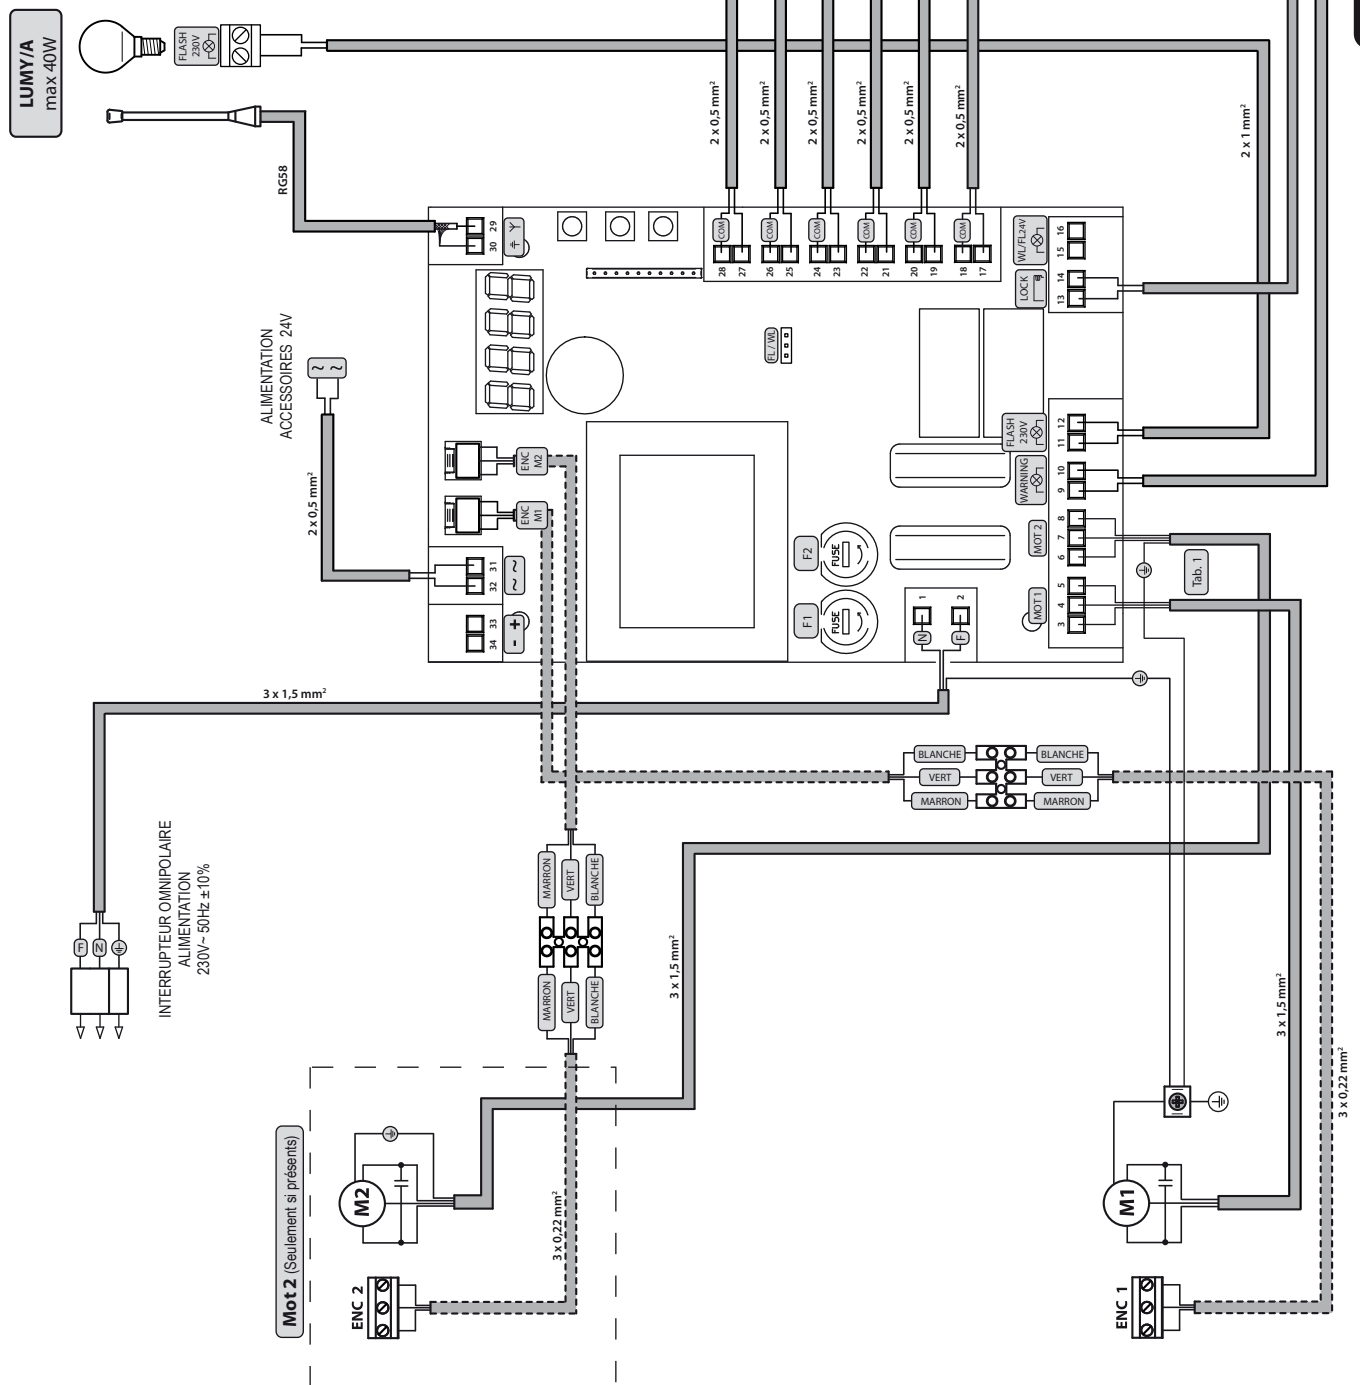 LUMY/A
max 40W
FLASH
230V
RG58
2 x 0,5 mm²
2 x 0,5 mm²
2 x 0,5 mm²
2 x 0,5 mm²
2 x 0,5 mm²
2 x 0,5 mm²
2 x 1 mm²
29
30
COM
COM
COM
COM
COM
COM
28
27
26
25
24
23
22
21
20
19
18
17
WL/FL24V
16
15
LOCK
14
13
ALIMENTATION
ACCESSOIRES 24V
~ ~
2 x 0,5 mm²
FL / WL
ENC
M2
ENC
M1
FLASH
230V
12
11
WARNING
10
9
MOT 2
8
7
6
MOT 1
5
4
3
Tab. 1
31
32
~ ~
33
34
- +
F2
FUSE
F1
FUSE
1
2
N
F
3 x 1,5 mm²
F
N
INTERRUPTEUR OMNIPOLAIRE
ALIMENTATION
230V~ 50Hz ±10%
BLANCHE
BLANCHE
VERT
VERT
MARRON
MARRON
MARRON
VERT
BLANCHE
MARRON
VERT
BLANCHE
3 x 1,5 mm²
3 x 1,5 mm²
3 x 0,22 mm²
3 x 0,22 mm²
Mot 2 (Seulement si présents)
M2
ENC 2
M1
ENC 1